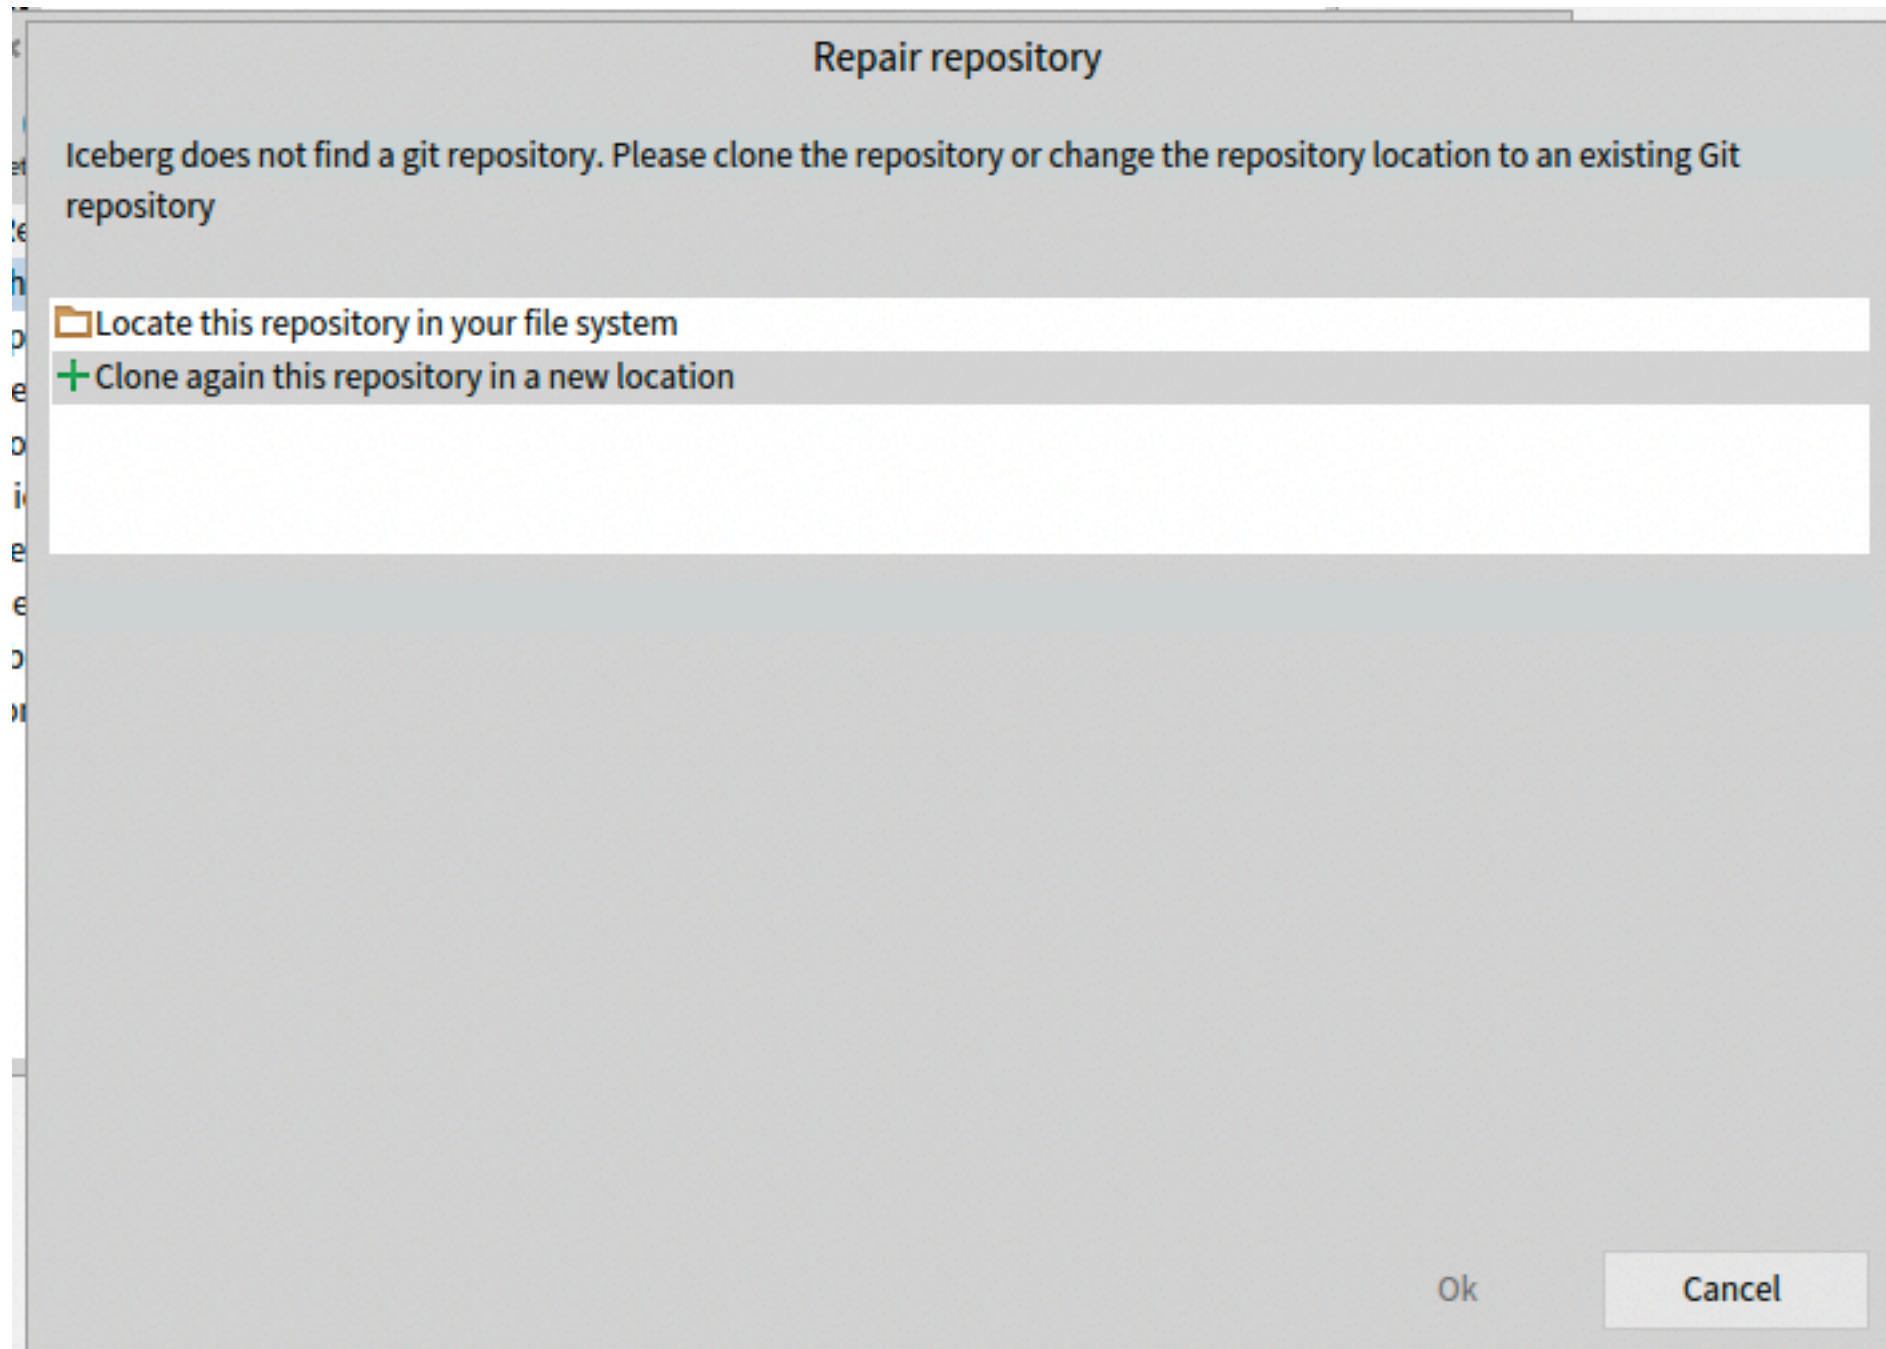 Repair repository
Iceberg does not find a git repository. Please clone the repository or change the repository location to an existing Git
repository
Locate this repository in your file system
Clone again this repository in a new location
Ok
Cancel